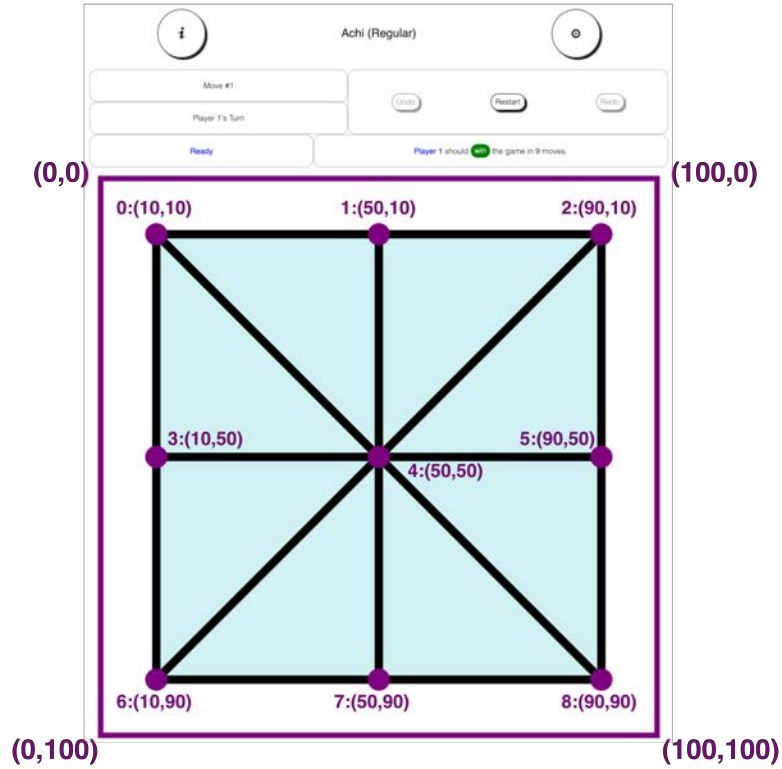 i
Achi (Regular)
⚙
Move #1
Player 1's Turn
Undo
Restart
Redo
Ready
Player 1 should win the game in 9 moves.
(0,0)
(100,0)
0:(10,10)
1:(50,10)
2:(90,10)
3:(10,50)
5:(90,50)
4:(50,50)
6:(10,90)
7:(50,90)
8:(90,90)
(0,100)
(100,100)